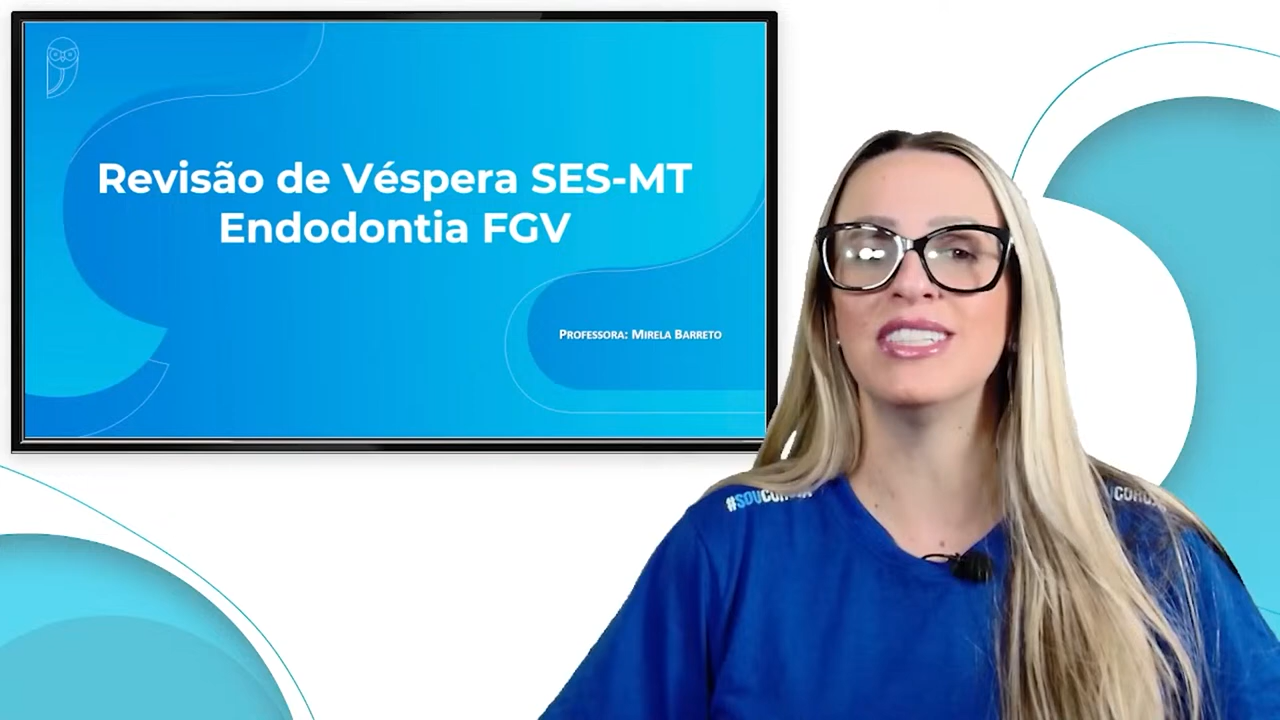 Revisão de Véspera SES-MT
Endodontia FGV
Professora: Mirela Barreto